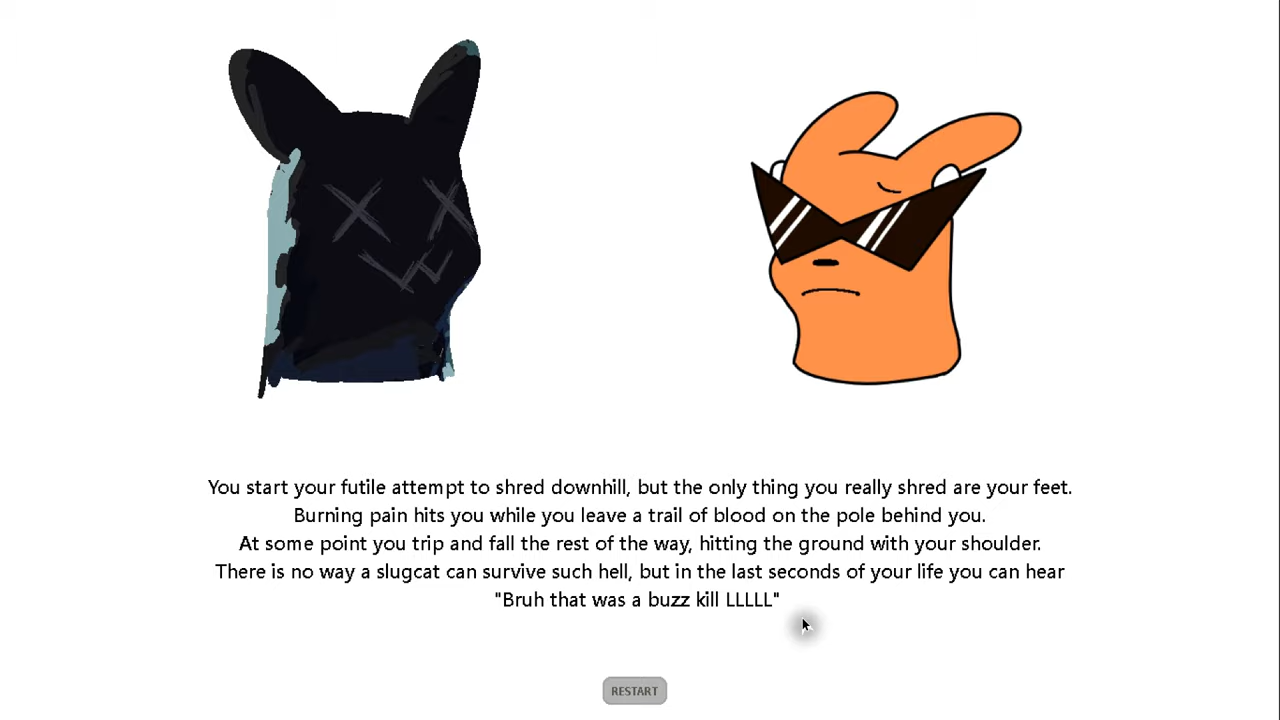 You start your futile attempt to shred downhill, but the only thing you really shred are your feet.
Burning pain hits you while you leave a trail of blood on the pole behind you.
At some point you trip and fall the rest of the way, hitting the ground with your shoulder.
There is no way a slugcat can survive such hell, but in the last seconds of your life you can hear
"Bruh that was a buzz kill LLLLL"
RESTART